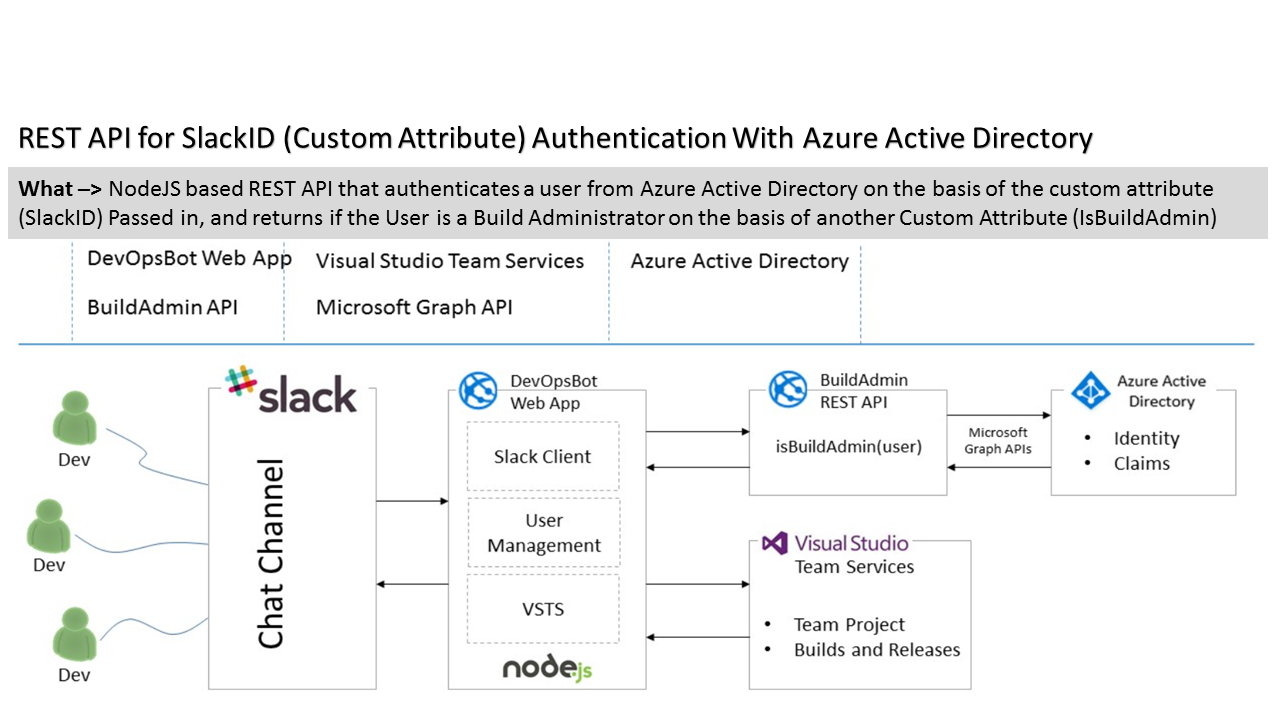 REST API for SlackID (Custom Attribute) Authentication With Azure Active Directory
What –> NodeJS based REST API that authenticates a user from Azure Active Directory on the basis of the custom attribute
(SlackID) Passed in, and returns if the User is a Build Administrator on the basis of another Custom Attribute (IsBuildAdmin)
DevOpsBot Web App
BuildAdmin API
Visual Studio Team Services
Microsoft Graph API
Azure Active Directory
Dev
Dev
Dev
slack
Chat Channel
DevOpsBot
Web App
Slack Client
User
Management
VSTS
nodejs
BuildAdmin
REST API
isBuildAdmin(user)
Microsoft
Graph APIs
Azure Active
Directory
• Identity
• Claims
Visual Studio
Team Services
• Team Project
• Builds and Releases